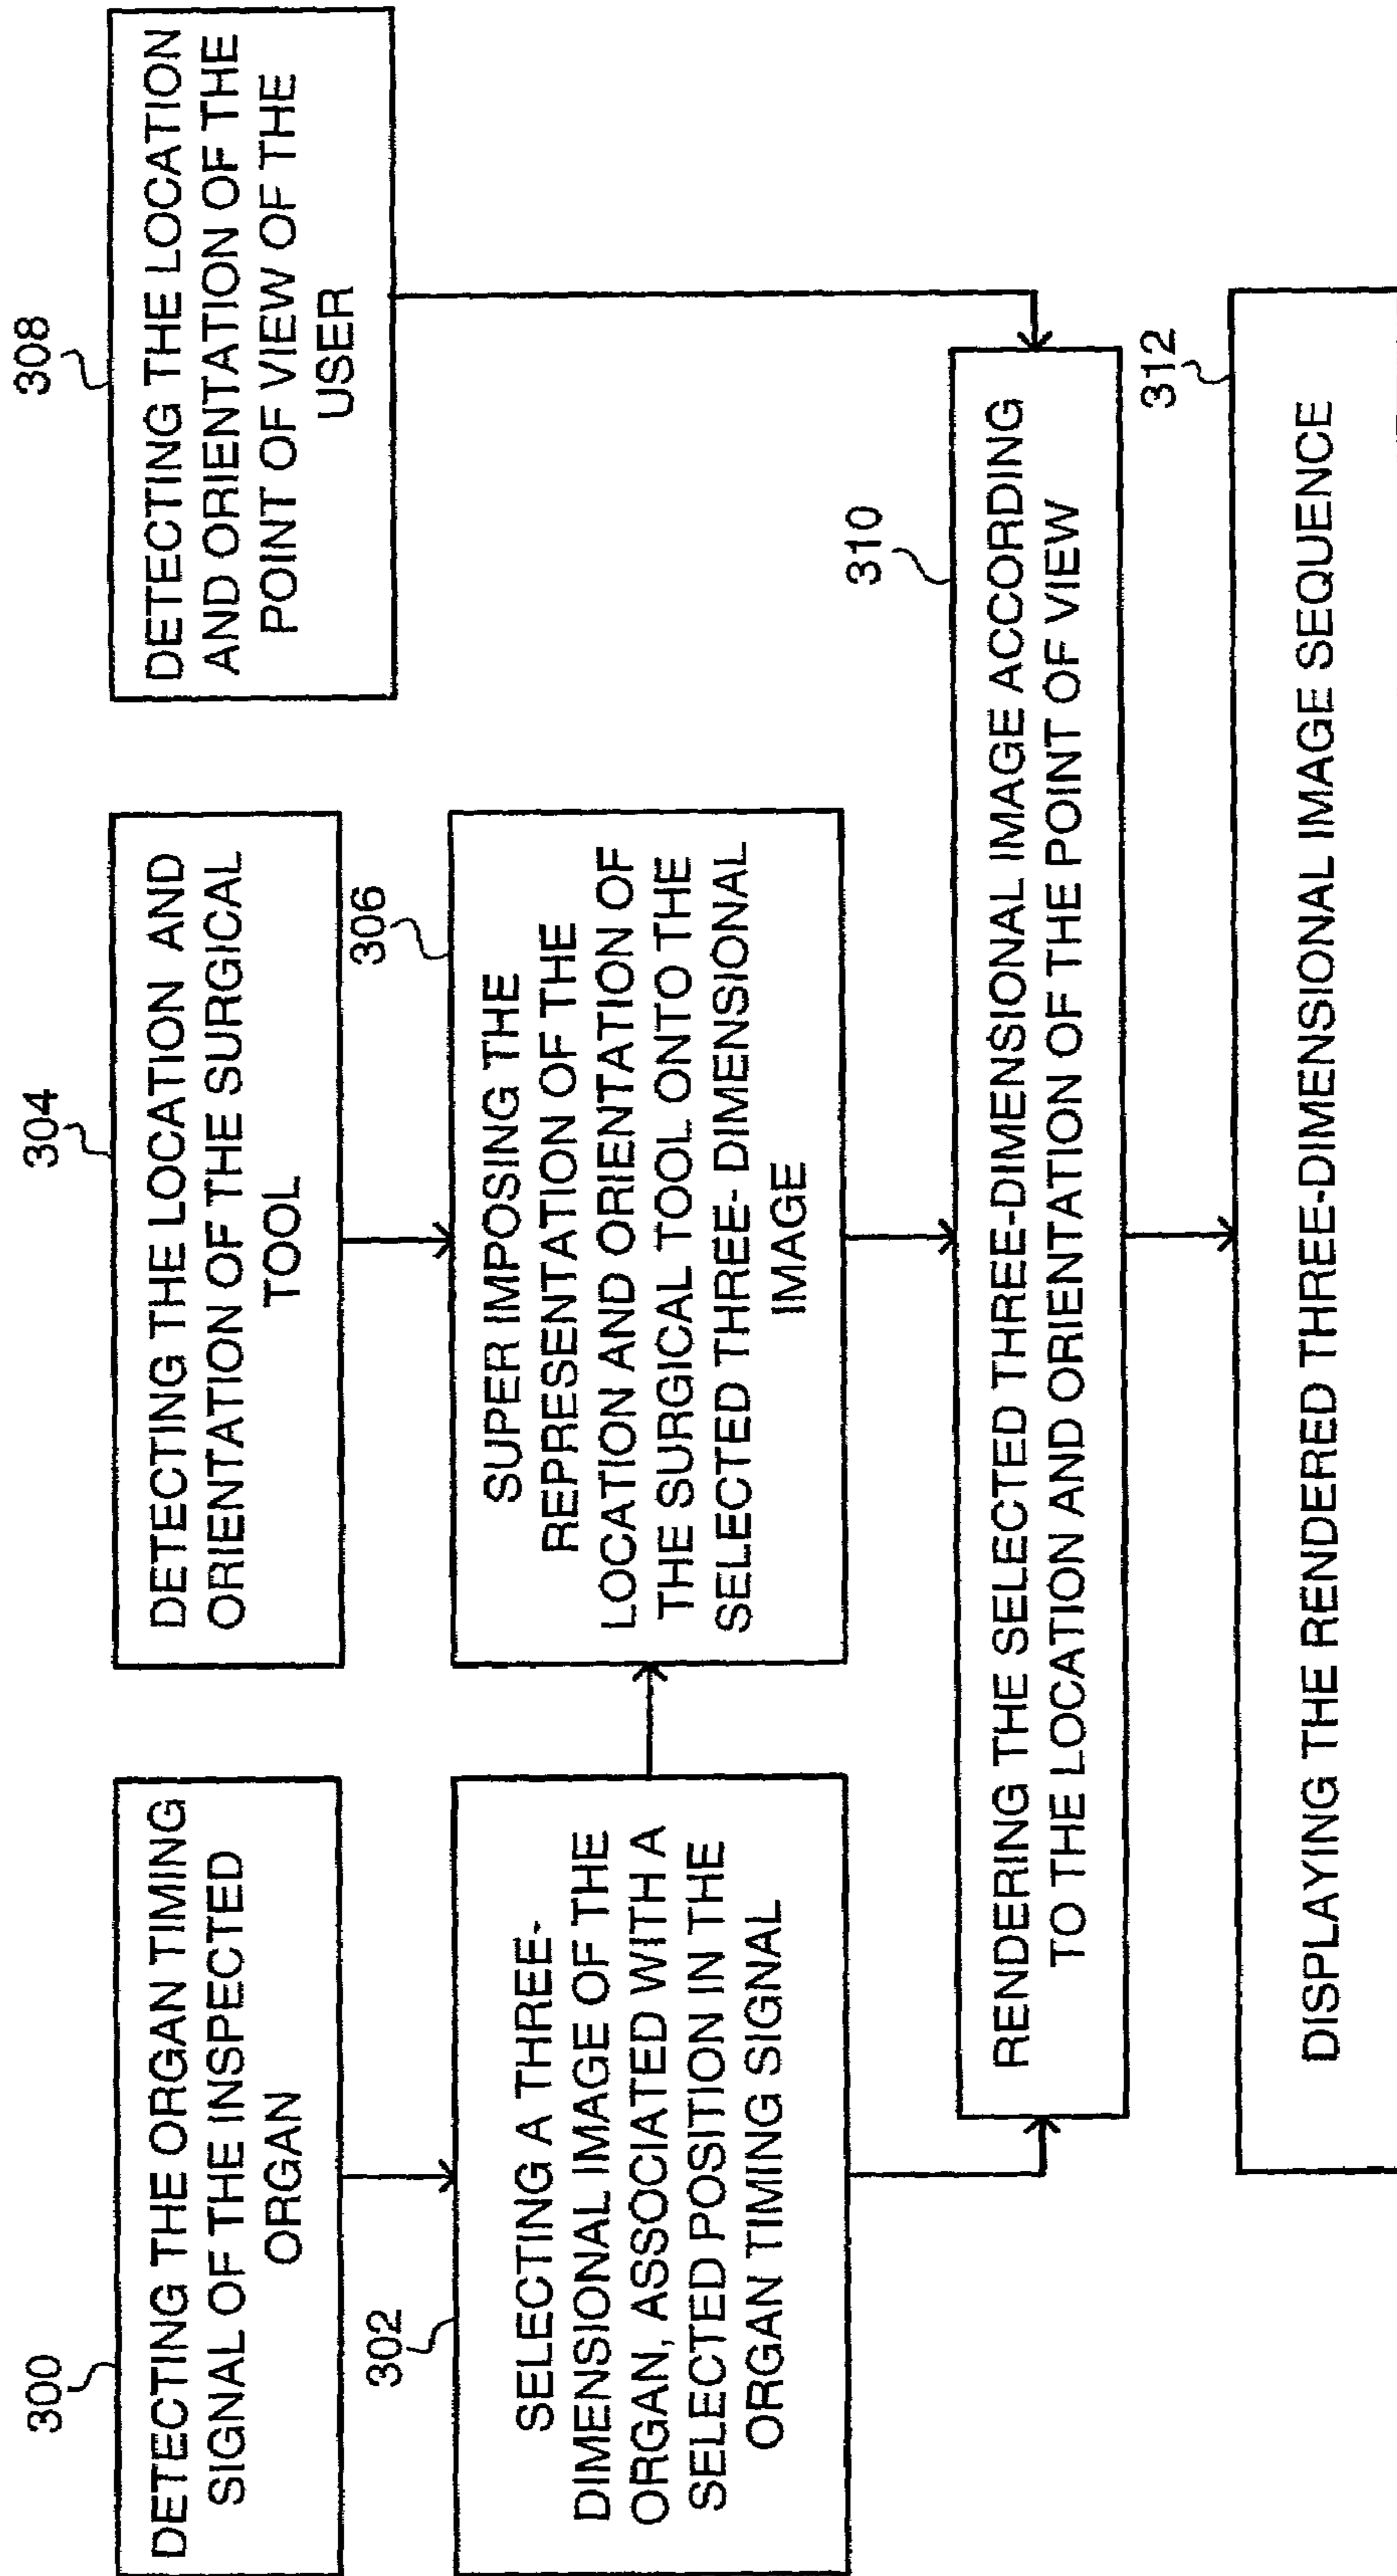 300
DETECTING THE ORGAN TIMING
SIGNAL OF THE INSPECTED
ORGAN
304
DETECTING THE LOCATION AND
ORIENTATION OF THE SURGICAL
TOOL
308
DETECTING THE LOCATION
AND ORIENTATION OF THE
POINT OF VIEW OF THE
USER
302
SELECTING A THREE-
DIMENSIONAL IMAGE OF THE
ORGAN, ASSOCIATED WITH A
SELECTED POSITION IN THE
ORGAN TIMING SIGNAL
306
SUPER IMPOSING THE
REPRESENTATION OF THE
LOCATION AND ORIENTATION OF
THE SURGICAL TOOL ONTO THE
SELECTED THREE- DIMENSIONAL
IMAGE
310
RENDERING THE SELECTED THREE-DIMENSIONAL IMAGE ACCORDING
TO THE LOCATION AND ORIENTATION OF THE POINT OF VIEW
312
DISPLAYING THE RENDERED THREE-DIMENSIONAL IMAGE SEQUENCE